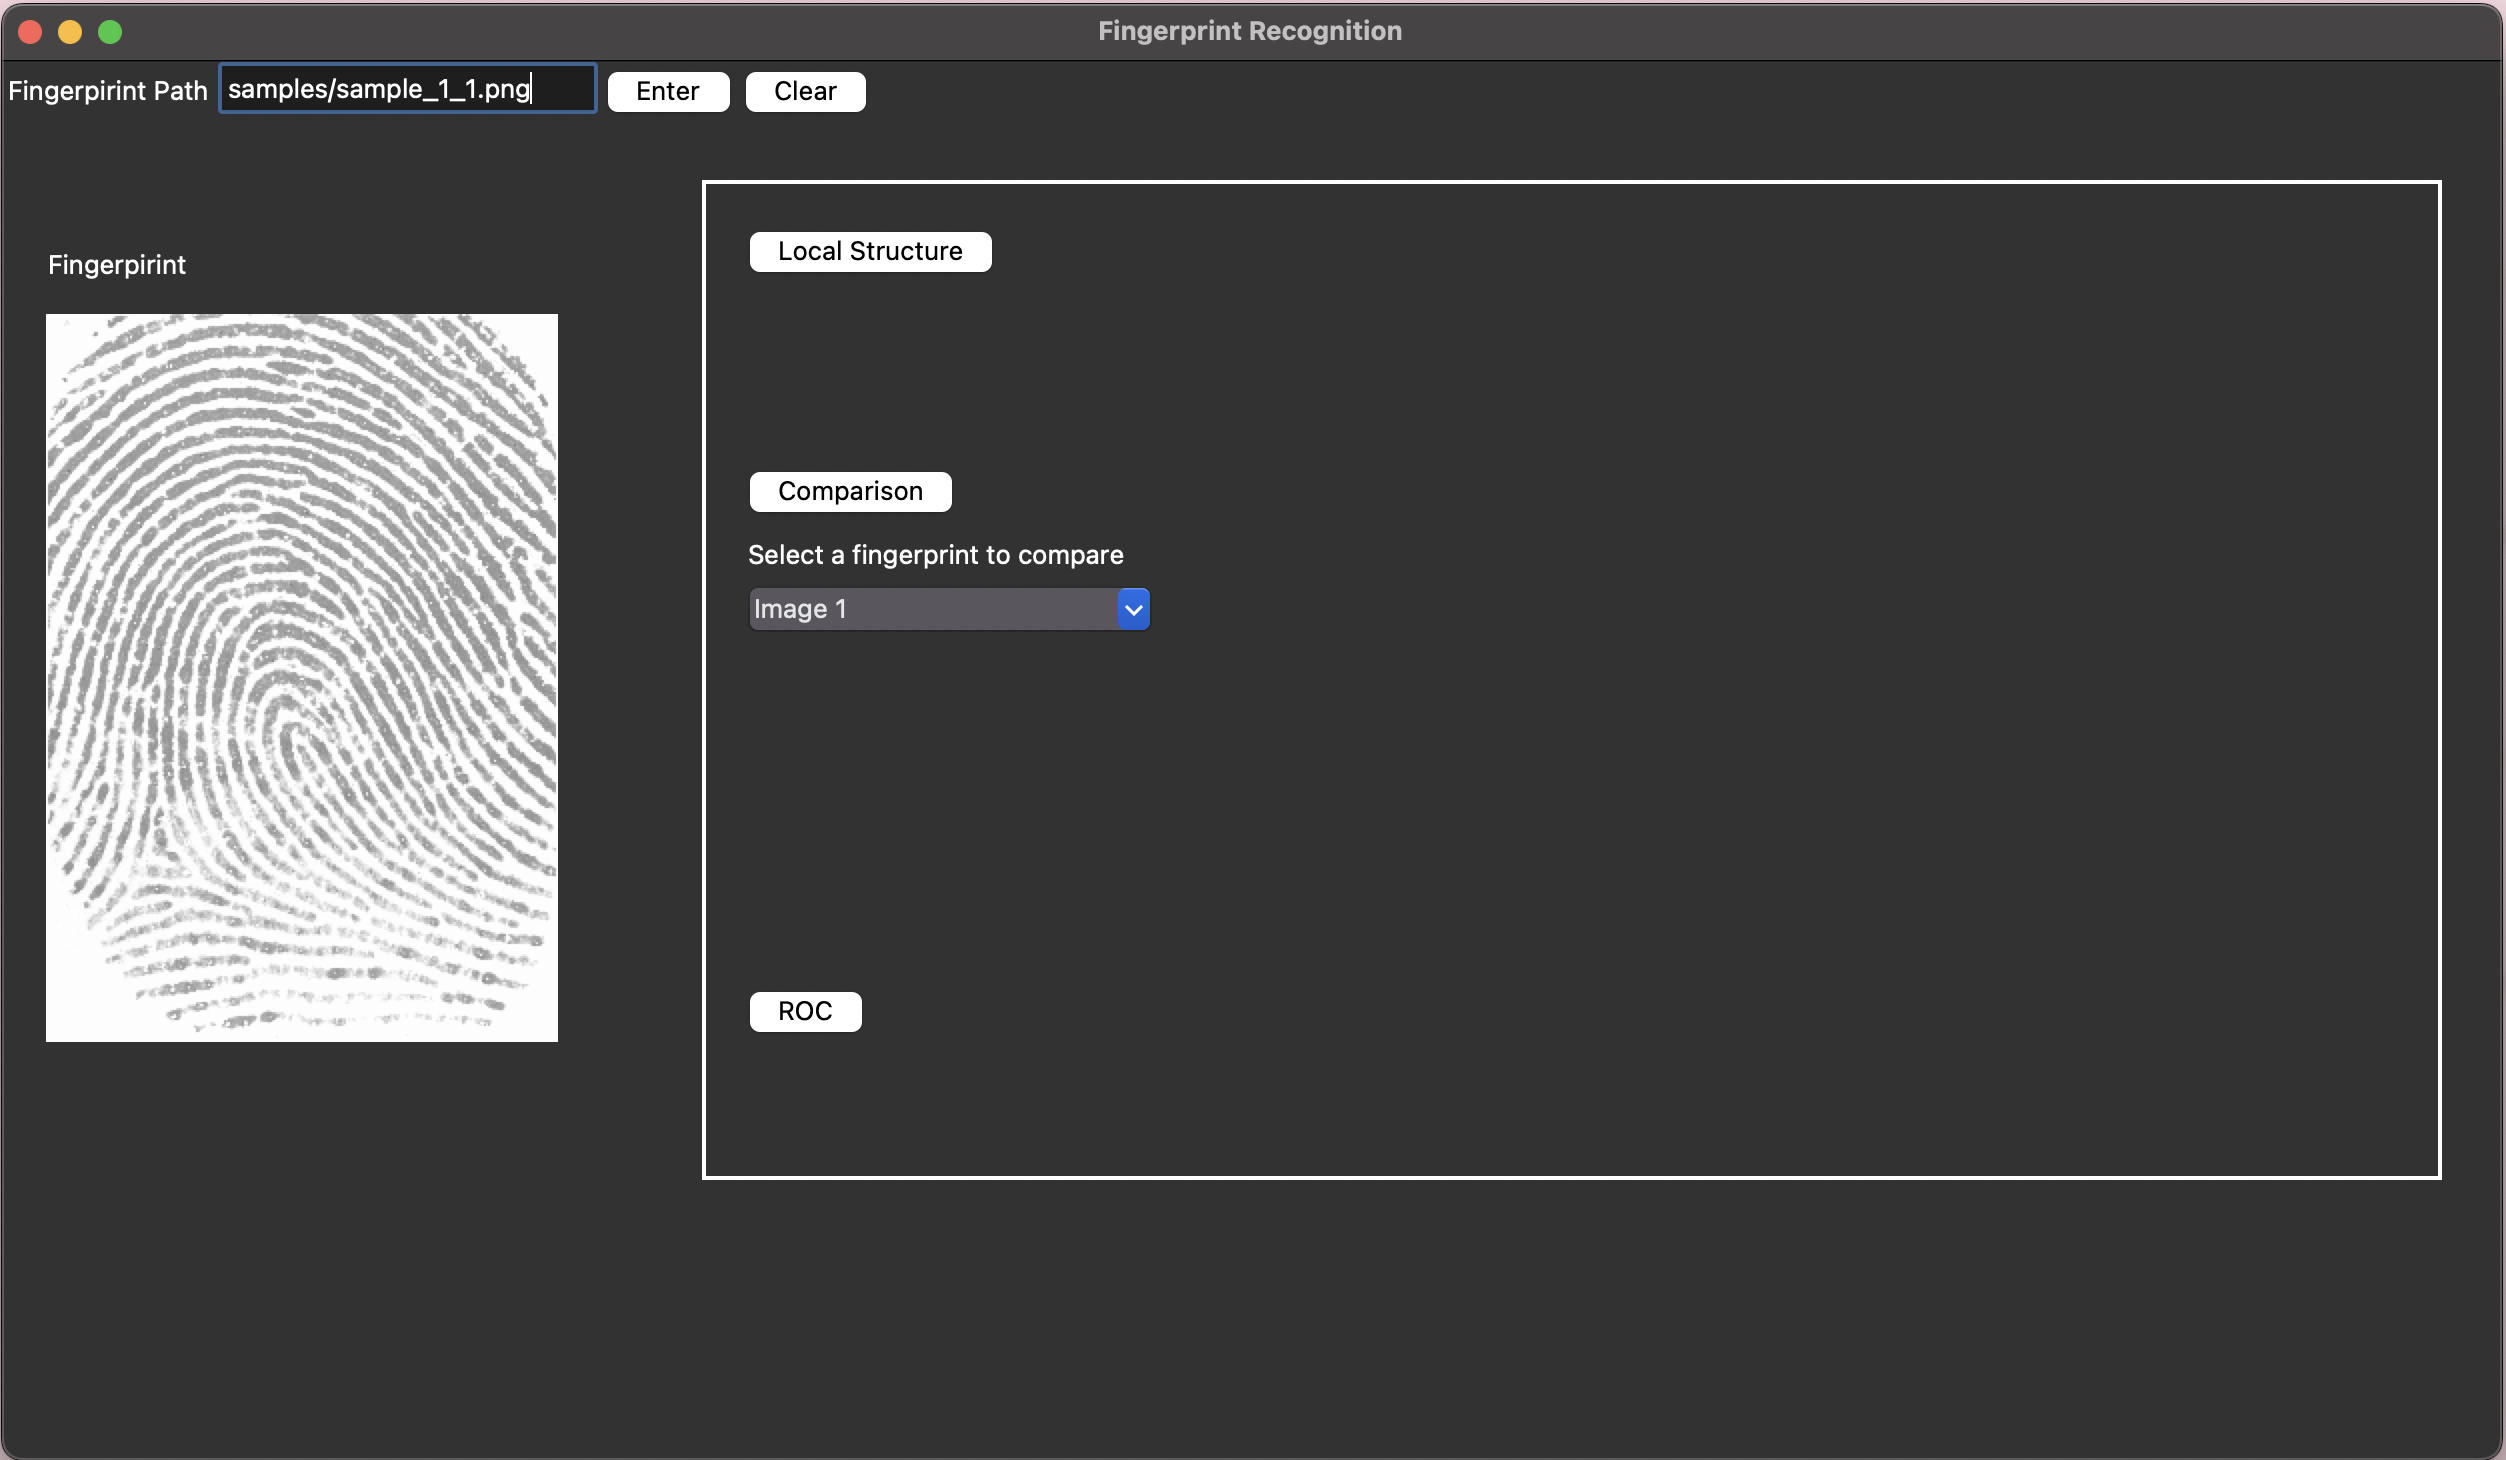 Fingerprint Recognition
Fingerpirint Path samples/sample_1_1.png Enter Clear
Fingerpirint
Local Structure
Comparison
Select a fingerprint to compare
Image 1
ROC